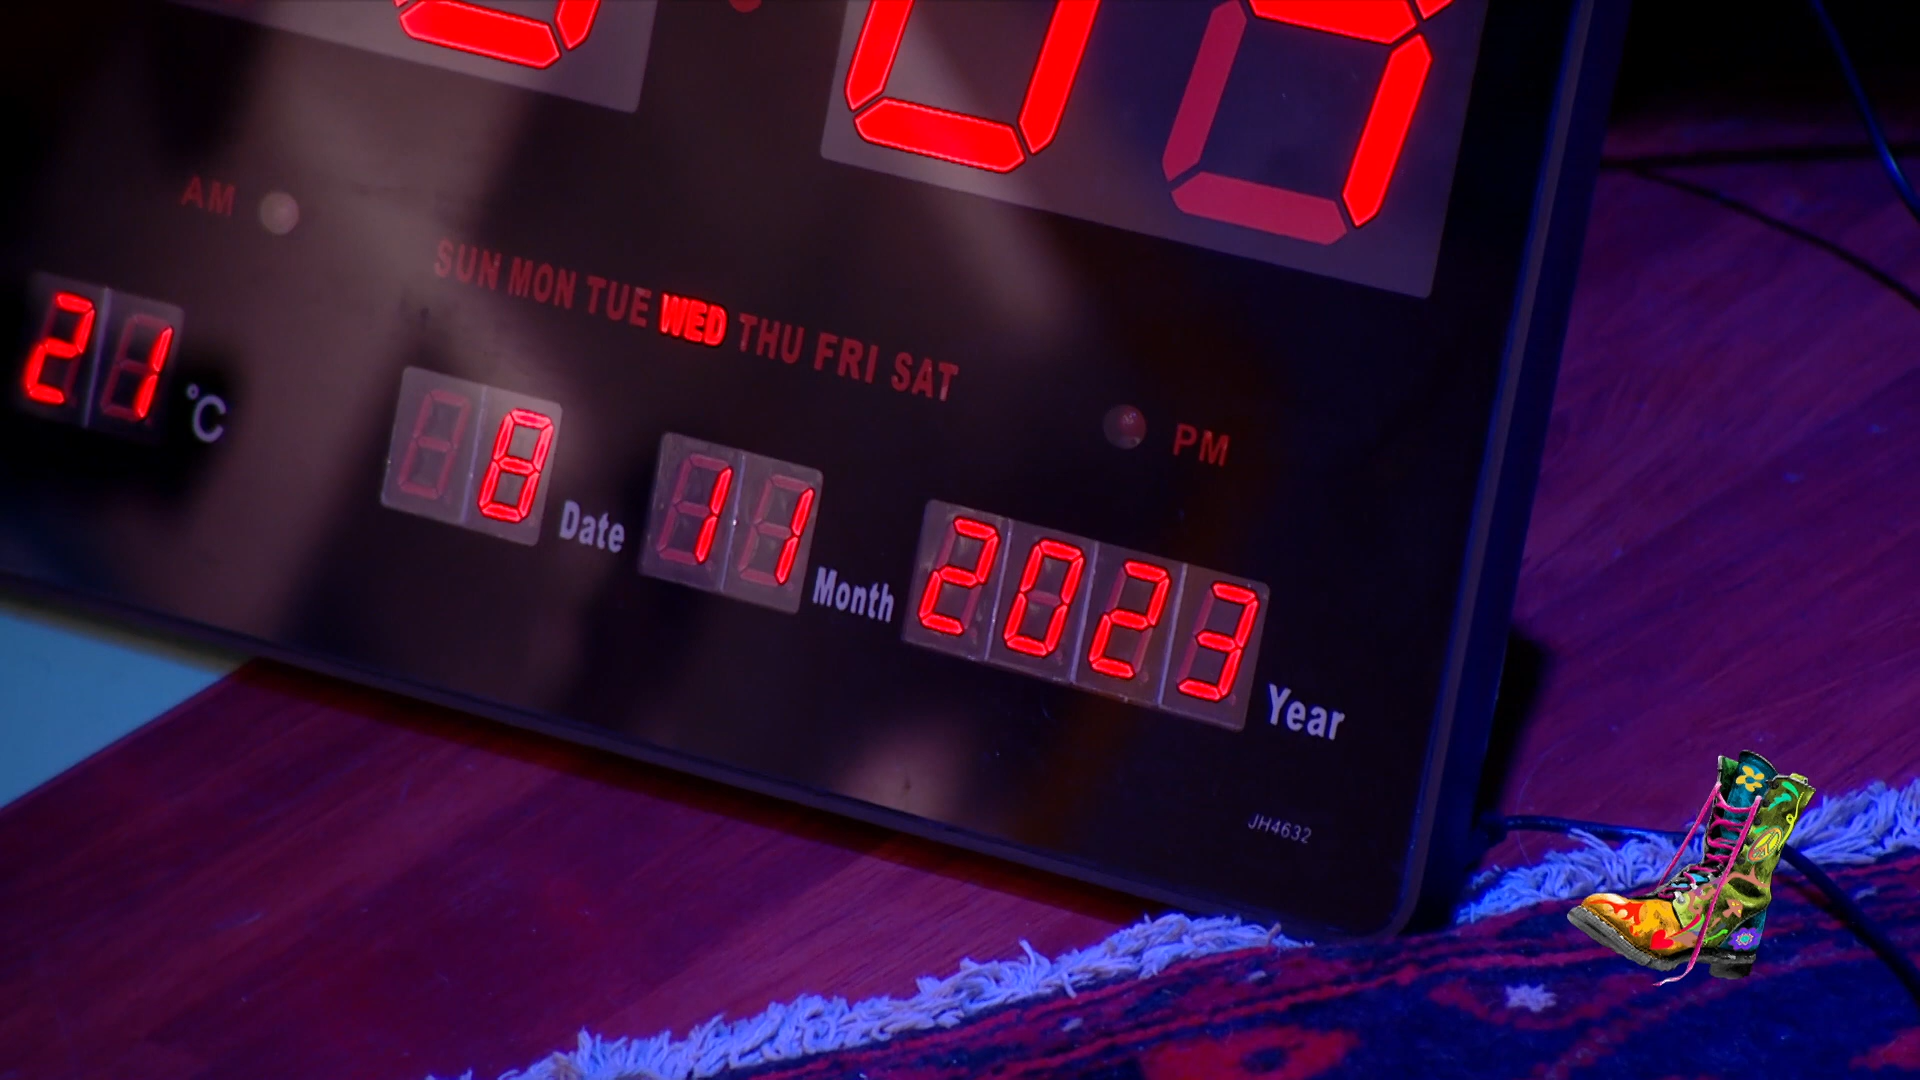 AM
SUN MON TUE WED THU FRI SAT
21 °C
PM
8 Date 11 Month 2023 Year
JH4632